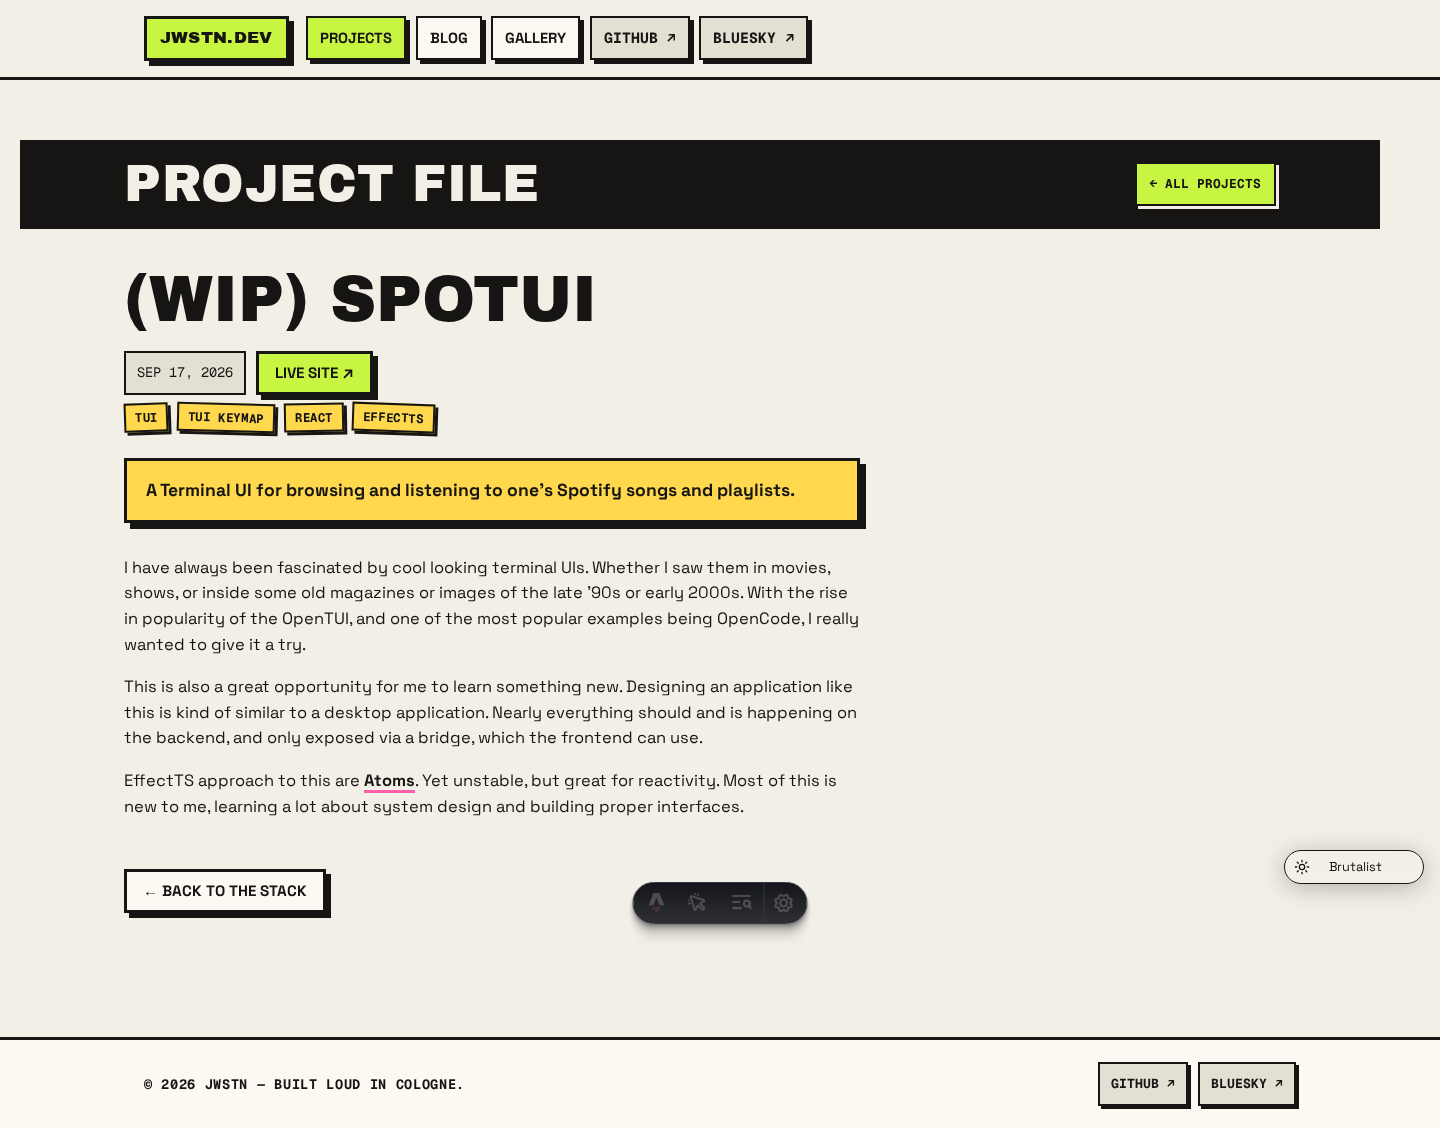 JWSTN.DEV PROJECTS BLOG GALLERY GITHUB ↗ BLUESKY ↗
PROJECT FILE
← ALL PROJECTS
(WIP) SPOTUI
SEP 17, 2026 LIVE SITE ↗
TUI TUI KEYMAP REACT EFFECTTS
A Terminal UI for browsing and listening to one’s Spotify songs and playlists.
I have always been fascinated by cool looking terminal UIs. Whether I saw them in movies,
shows, or inside some old magazines or images of the late ’90s or early 2000s. With the rise
in popularity of the OpenTUI, and one of the most popular examples being OpenCode, I really
wanted to give it a try.
This is also a great opportunity for me to learn something new. Designing an application like
this is kind of similar to a desktop application. Nearly everything should and is happening on
the backend, and only exposed via a bridge, which the frontend can use.
EffectTS approach to this are Atoms. Yet unstable, but great for reactivity. Most of this is
new to me, learning a lot about system design and building proper interfaces.
Brutalist
← BACK TO THE STACK
© 2026 JWSTN — BUILT LOUD IN COLOGNE.
GITHUB ↗ BLUESKY ↗